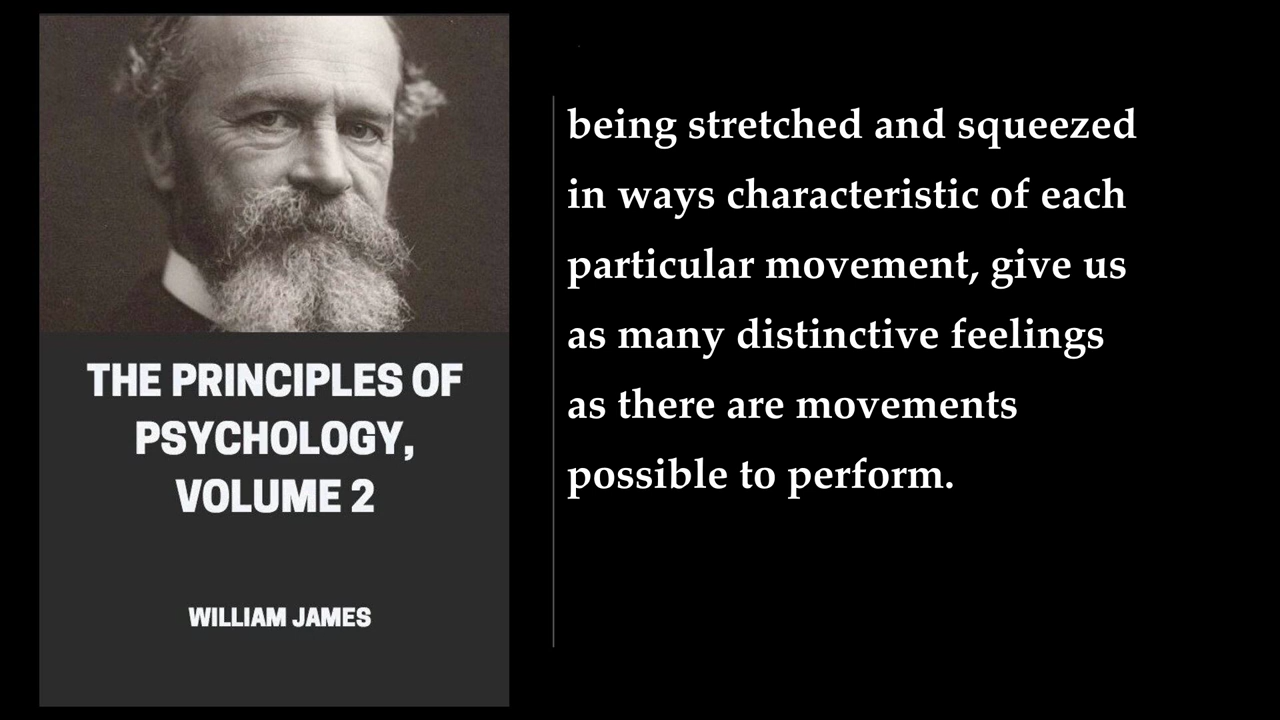 THE PRINCIPLES OF
PSYCHOLOGY,
VOLUME 2
WILLIAM JAMES
being stretched and squeezed
in ways characteristic of each
particular movement, give us
as many distinctive feelings
as there are movements
possible to perform.